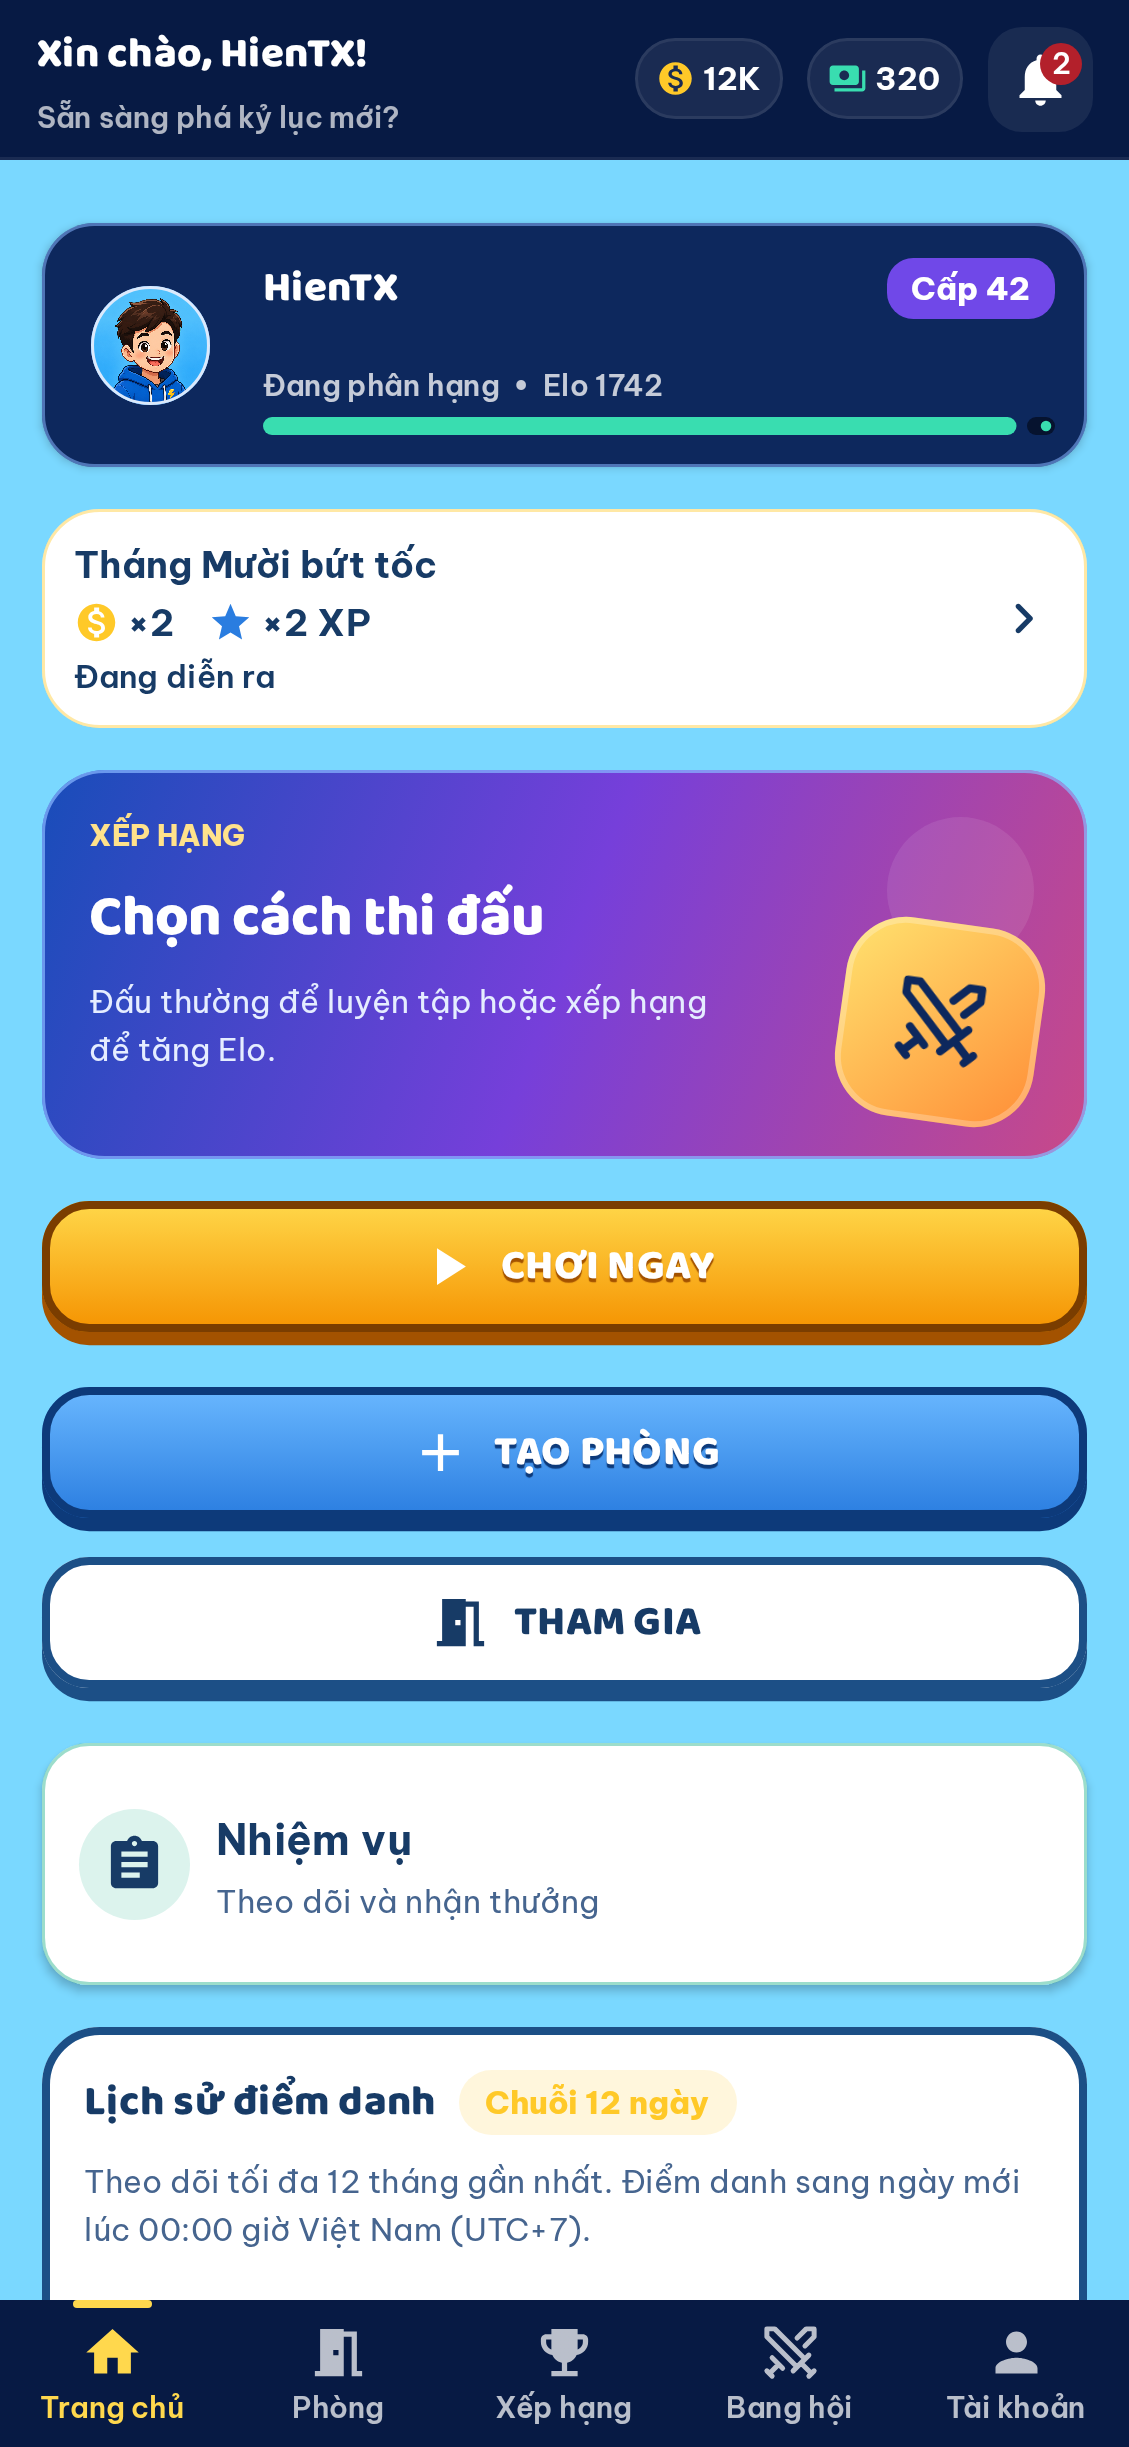 Xin chào, HienTX!
Sẵn sàng phá kỷ lục mới?
12K
320
2
HienTX
Cấp 42
Đang phân hạng • Elo 1742
Tháng Mười bứt tốc
×2 ×2 XP
Đang diễn ra
XẾP HẠNG
Chọn cách thi đấu
Đấu thường để luyện tập hoặc xếp hạng
để tăng Elo.
CHƠI NGAY
TẠO PHÒNG
THAM GIA
Nhiệm vụ
Theo dõi và nhận thưởng
Lịch sử điểm danh
Chuỗi 12 ngày
Theo dõi tối đa 12 tháng gần nhất. Điểm danh sang ngày mới
lúc 00:00 giờ Việt Nam (UTC+7).
Trang chủ
Phòng
Xếp hạng
Bang hội
Tài khoản